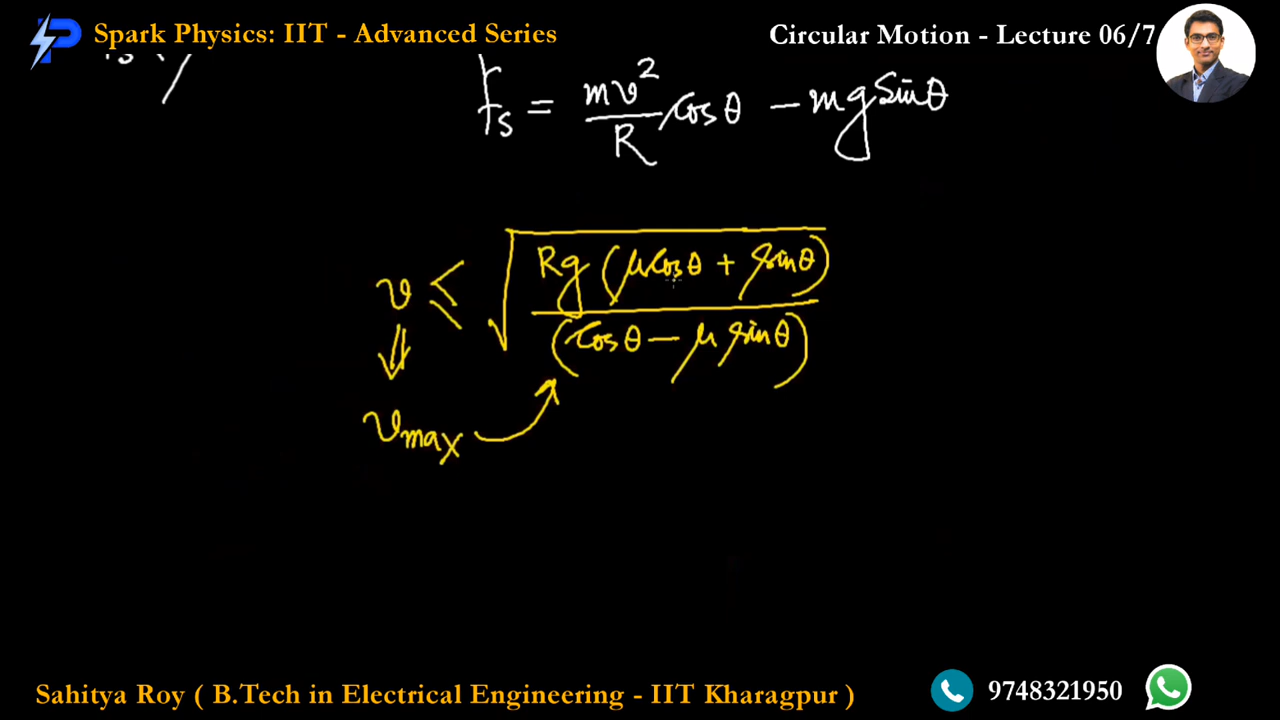 Spark Physics: IIT - Advanced Series
Circular Motion - Lecture 06/7
fs = mv²/R cosθ - mg sinθ
v ≤ √(Rg (μcosθ + sinθ) / (cosθ - μ sinθ))
⇓
vmax
Sahitya Roy ( B.Tech in Electrical Engineering - IIT Kharagpur )
9748321950